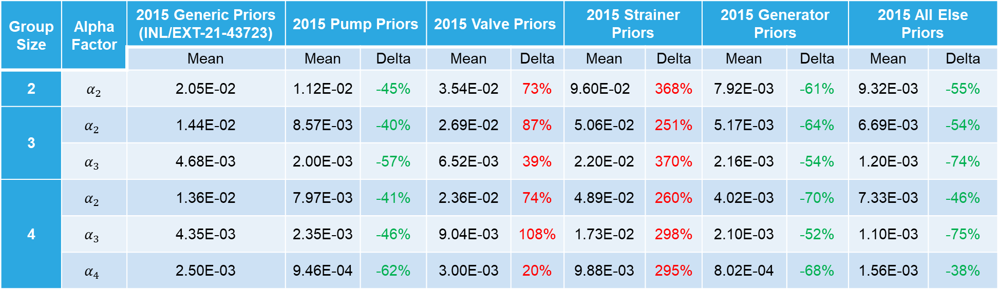 Group Size Alpha Factor 2015 Generic Priors (INL/EXT-21-43723) 2015 Pump Priors 2015 Valve Priors 2015 Strainer Priors 2015 Generator Priors 2015 All Else Priors
Mean Mean Delta Mean Delta Mean Delta Mean Delta Mean Delta
2 α₂ 2.05E-02 1.12E-02 -45% 3.54E-02 73% 9.60E-02 368% 7.92E-03 -61% 9.32E-03 -55%
3 α₂ 1.44E-02 8.57E-03 -40% 2.69E-02 87% 5.06E-02 251% 5.17E-03 -64% 6.69E-03 -54%
α₃ 4.68E-03 2.00E-03 -57% 6.52E-03 39% 2.20E-02 370% 2.16E-03 -54% 1.20E-03 -74%
4 α₂ 1.36E-02 7.97E-03 -41% 2.36E-02 74% 4.89E-02 260% 4.02E-03 -70% 7.33E-03 -46%
α₃ 4.35E-03 2.35E-03 -46% 9.04E-03 108% 1.73E-02 298% 2.10E-03 -52% 1.10E-03 -75%
α₄ 2.50E-03 9.46E-04 -62% 3.00E-03 20% 9.88E-03 295% 8.02E-04 -68% 1.56E-03 -38%